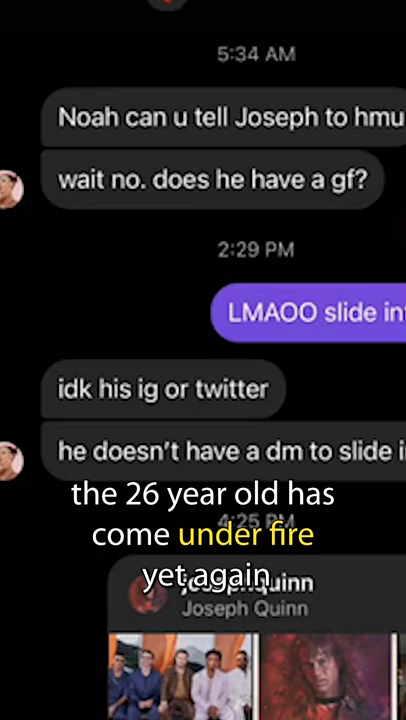 5:34 AM
Noah can u tell Joseph to hmu
wait no. does he have a gf?
2:29 PM
LMAOO slide in
idk his ig or twitter
he doesn't have a dm to slide i
the 26 year old has
4:25 PM
come under fire
yet again
josephquinn
Joseph Quinn